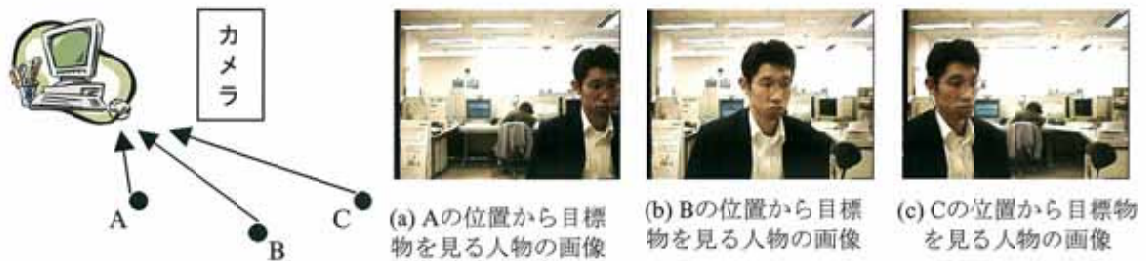 カメラ
A
B
C
(a) Aの位置から目標
物を見る人物の画像
(b) Bの位置から目標
物を見る人物の画像
(c) Cの位置から目標物
を見る人物の画像